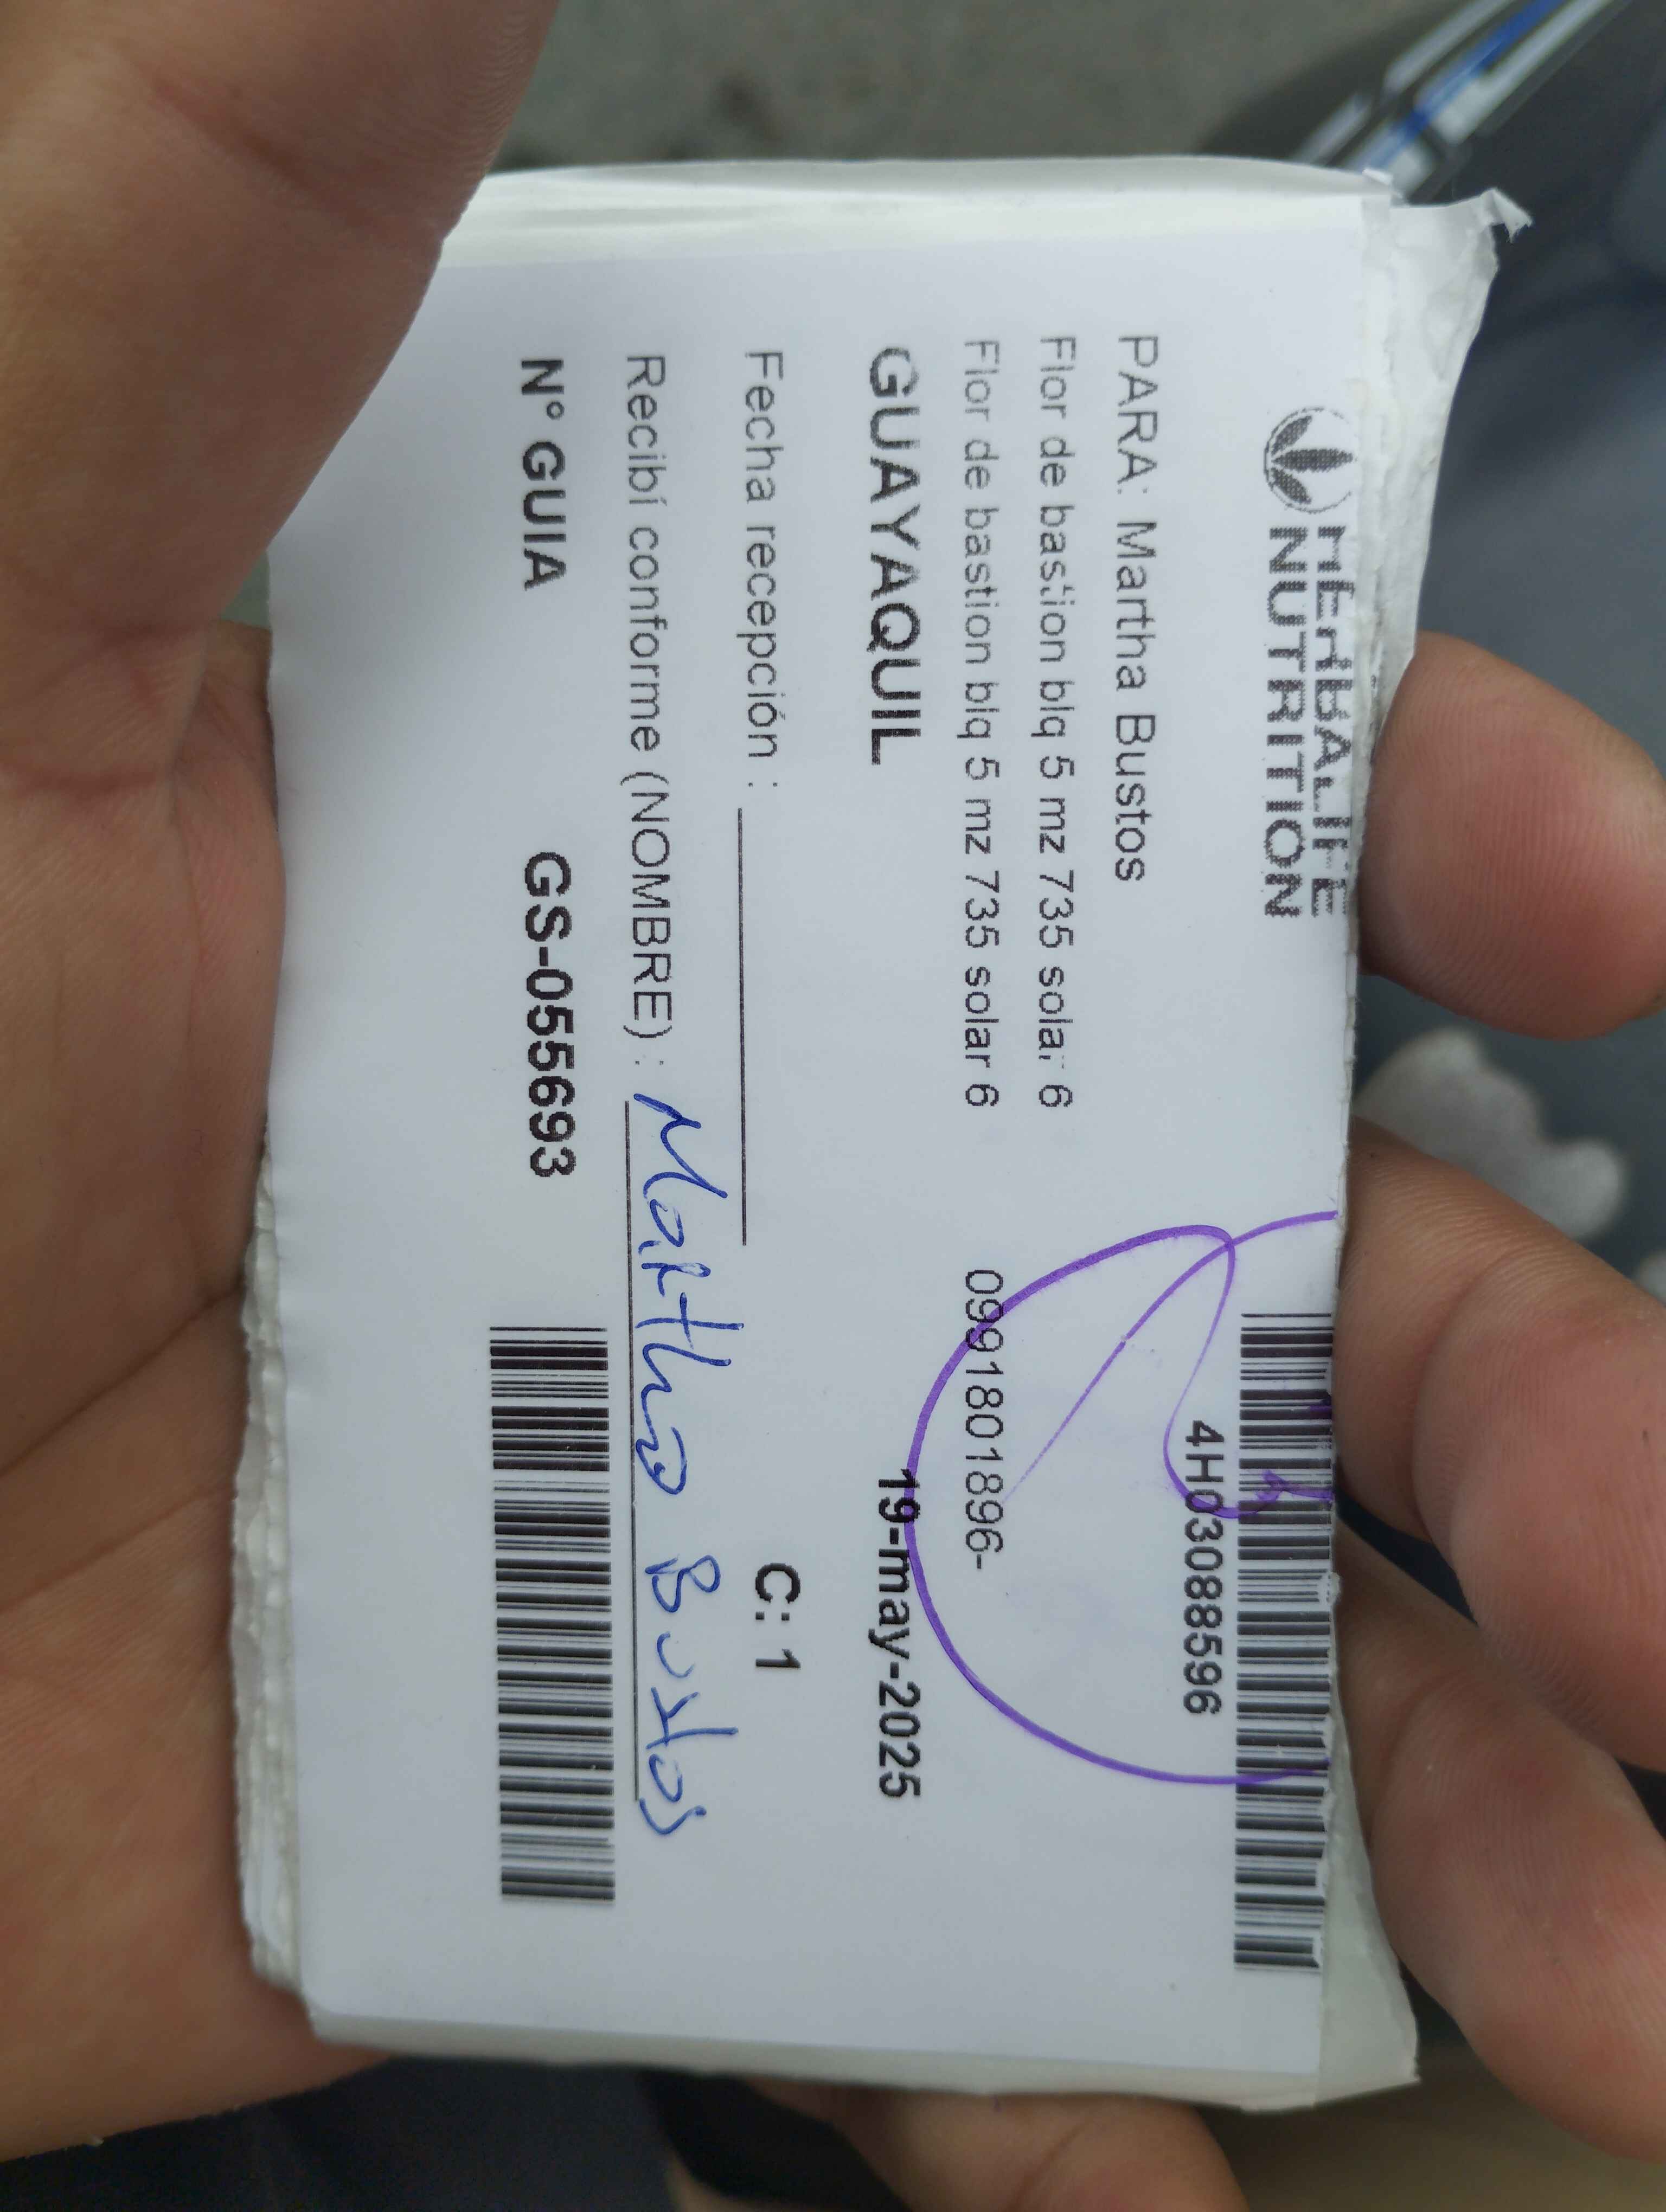 HERBALIFE
NUTRITION
4H03088596
PARA: Martha Bustos
Flor de bastion blq 5 mz 735 solar 6
Flor de bastion blq 5 mz 735 solar 6 0991801896-
GUAYAQUIL 19-may-2025
Fecha recepción : C: 1
Recibí conforme (NOMBRE) : Martha Bustos
N° GUIA GS-055693